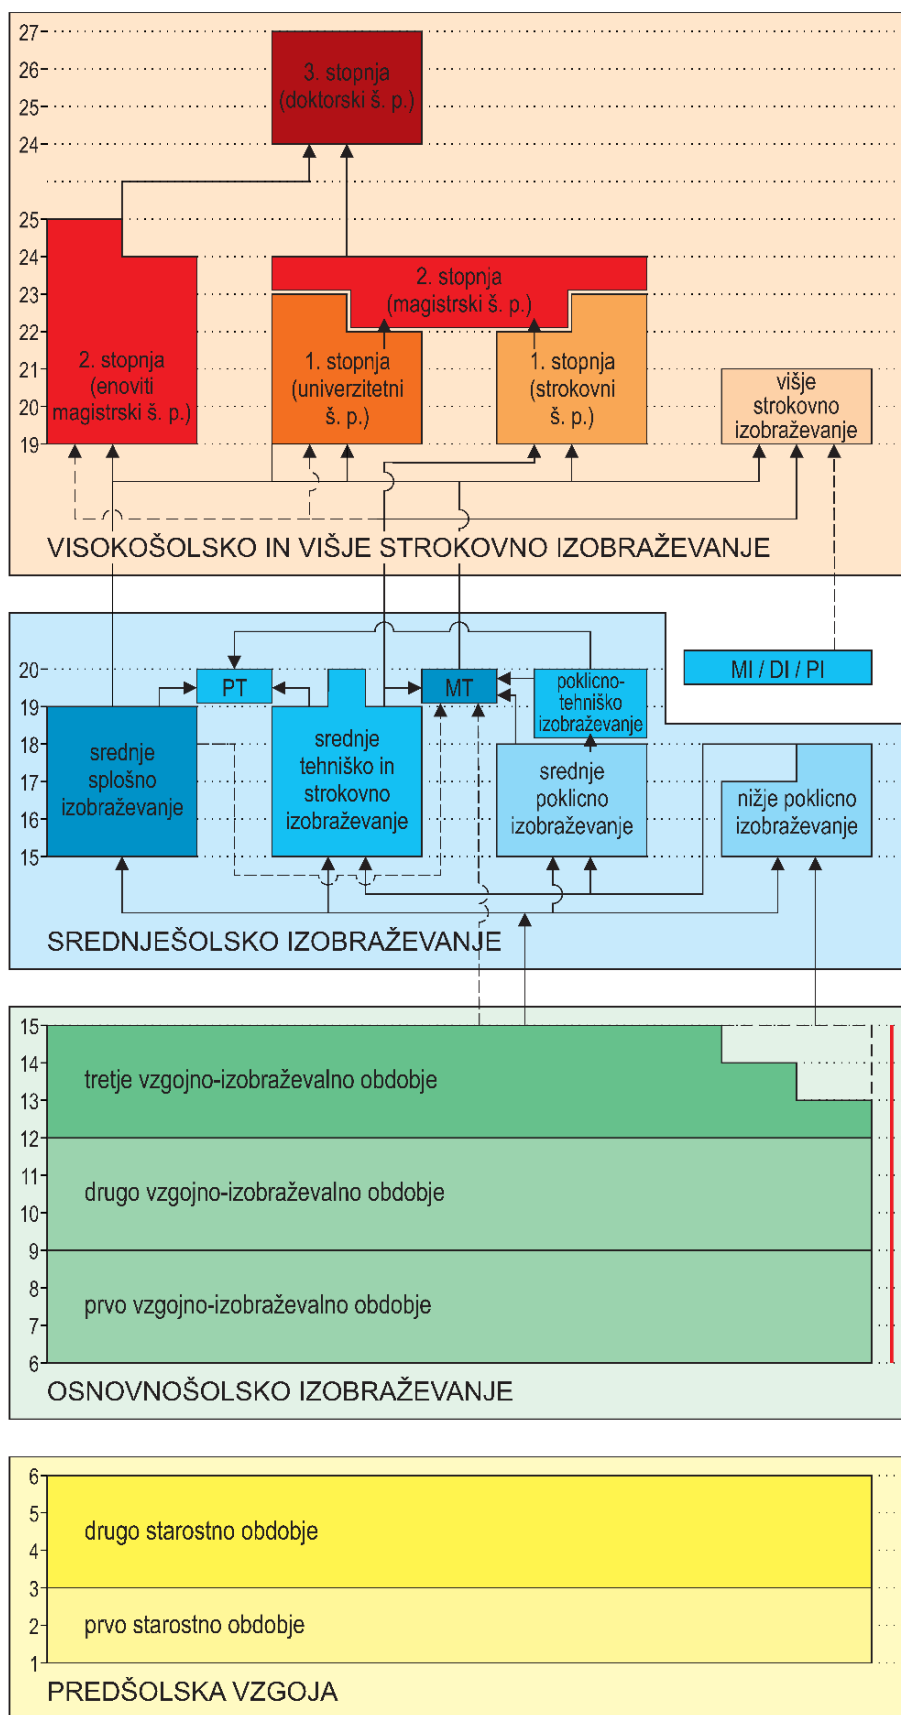 27
26
25
24
3. stopnja
(doktorski š. p.)
25
24
23
22
21
20
19
2. stopnja
(enoviti
magistrski š. p.)
2. stopnja
(magistrski š. p.)
1. stopnja
(univerzitetni
š. p.)
1. stopnja
(strokovni
š. p.)
višje
strokovno
izobraževanje
VISOKOŠOLSKO IN VIŠJE STROKOVNO IZOBRAŽEVANJE
20
19
18
17
16
15
PT
MT
poklicno-
tehniško
izobraževanje
MI / DI / PI
srednje
splošno
izobraževanje
srednje
tehniško in
strokovno
izobraževanje
srednje
poklicno
izobraževanje
nižje poklicno
izobraževanje
SREDNJEŠOLSKO IZOBRAŽEVANJE
15
14
13
12
11
10
9
8
7
6
tretje vzgojno-izobraževalno obdobje
drugo vzgojno-izobraževalno obdobje
prvo vzgojno-izobraževalno obdobje
OSNOVNOŠOLSKO IZOBRAŽEVANJE
6
5
4
3
2
1
drugo starostno obdobje
prvo starostno obdobje
PREDŠOLSKA VZGOJA